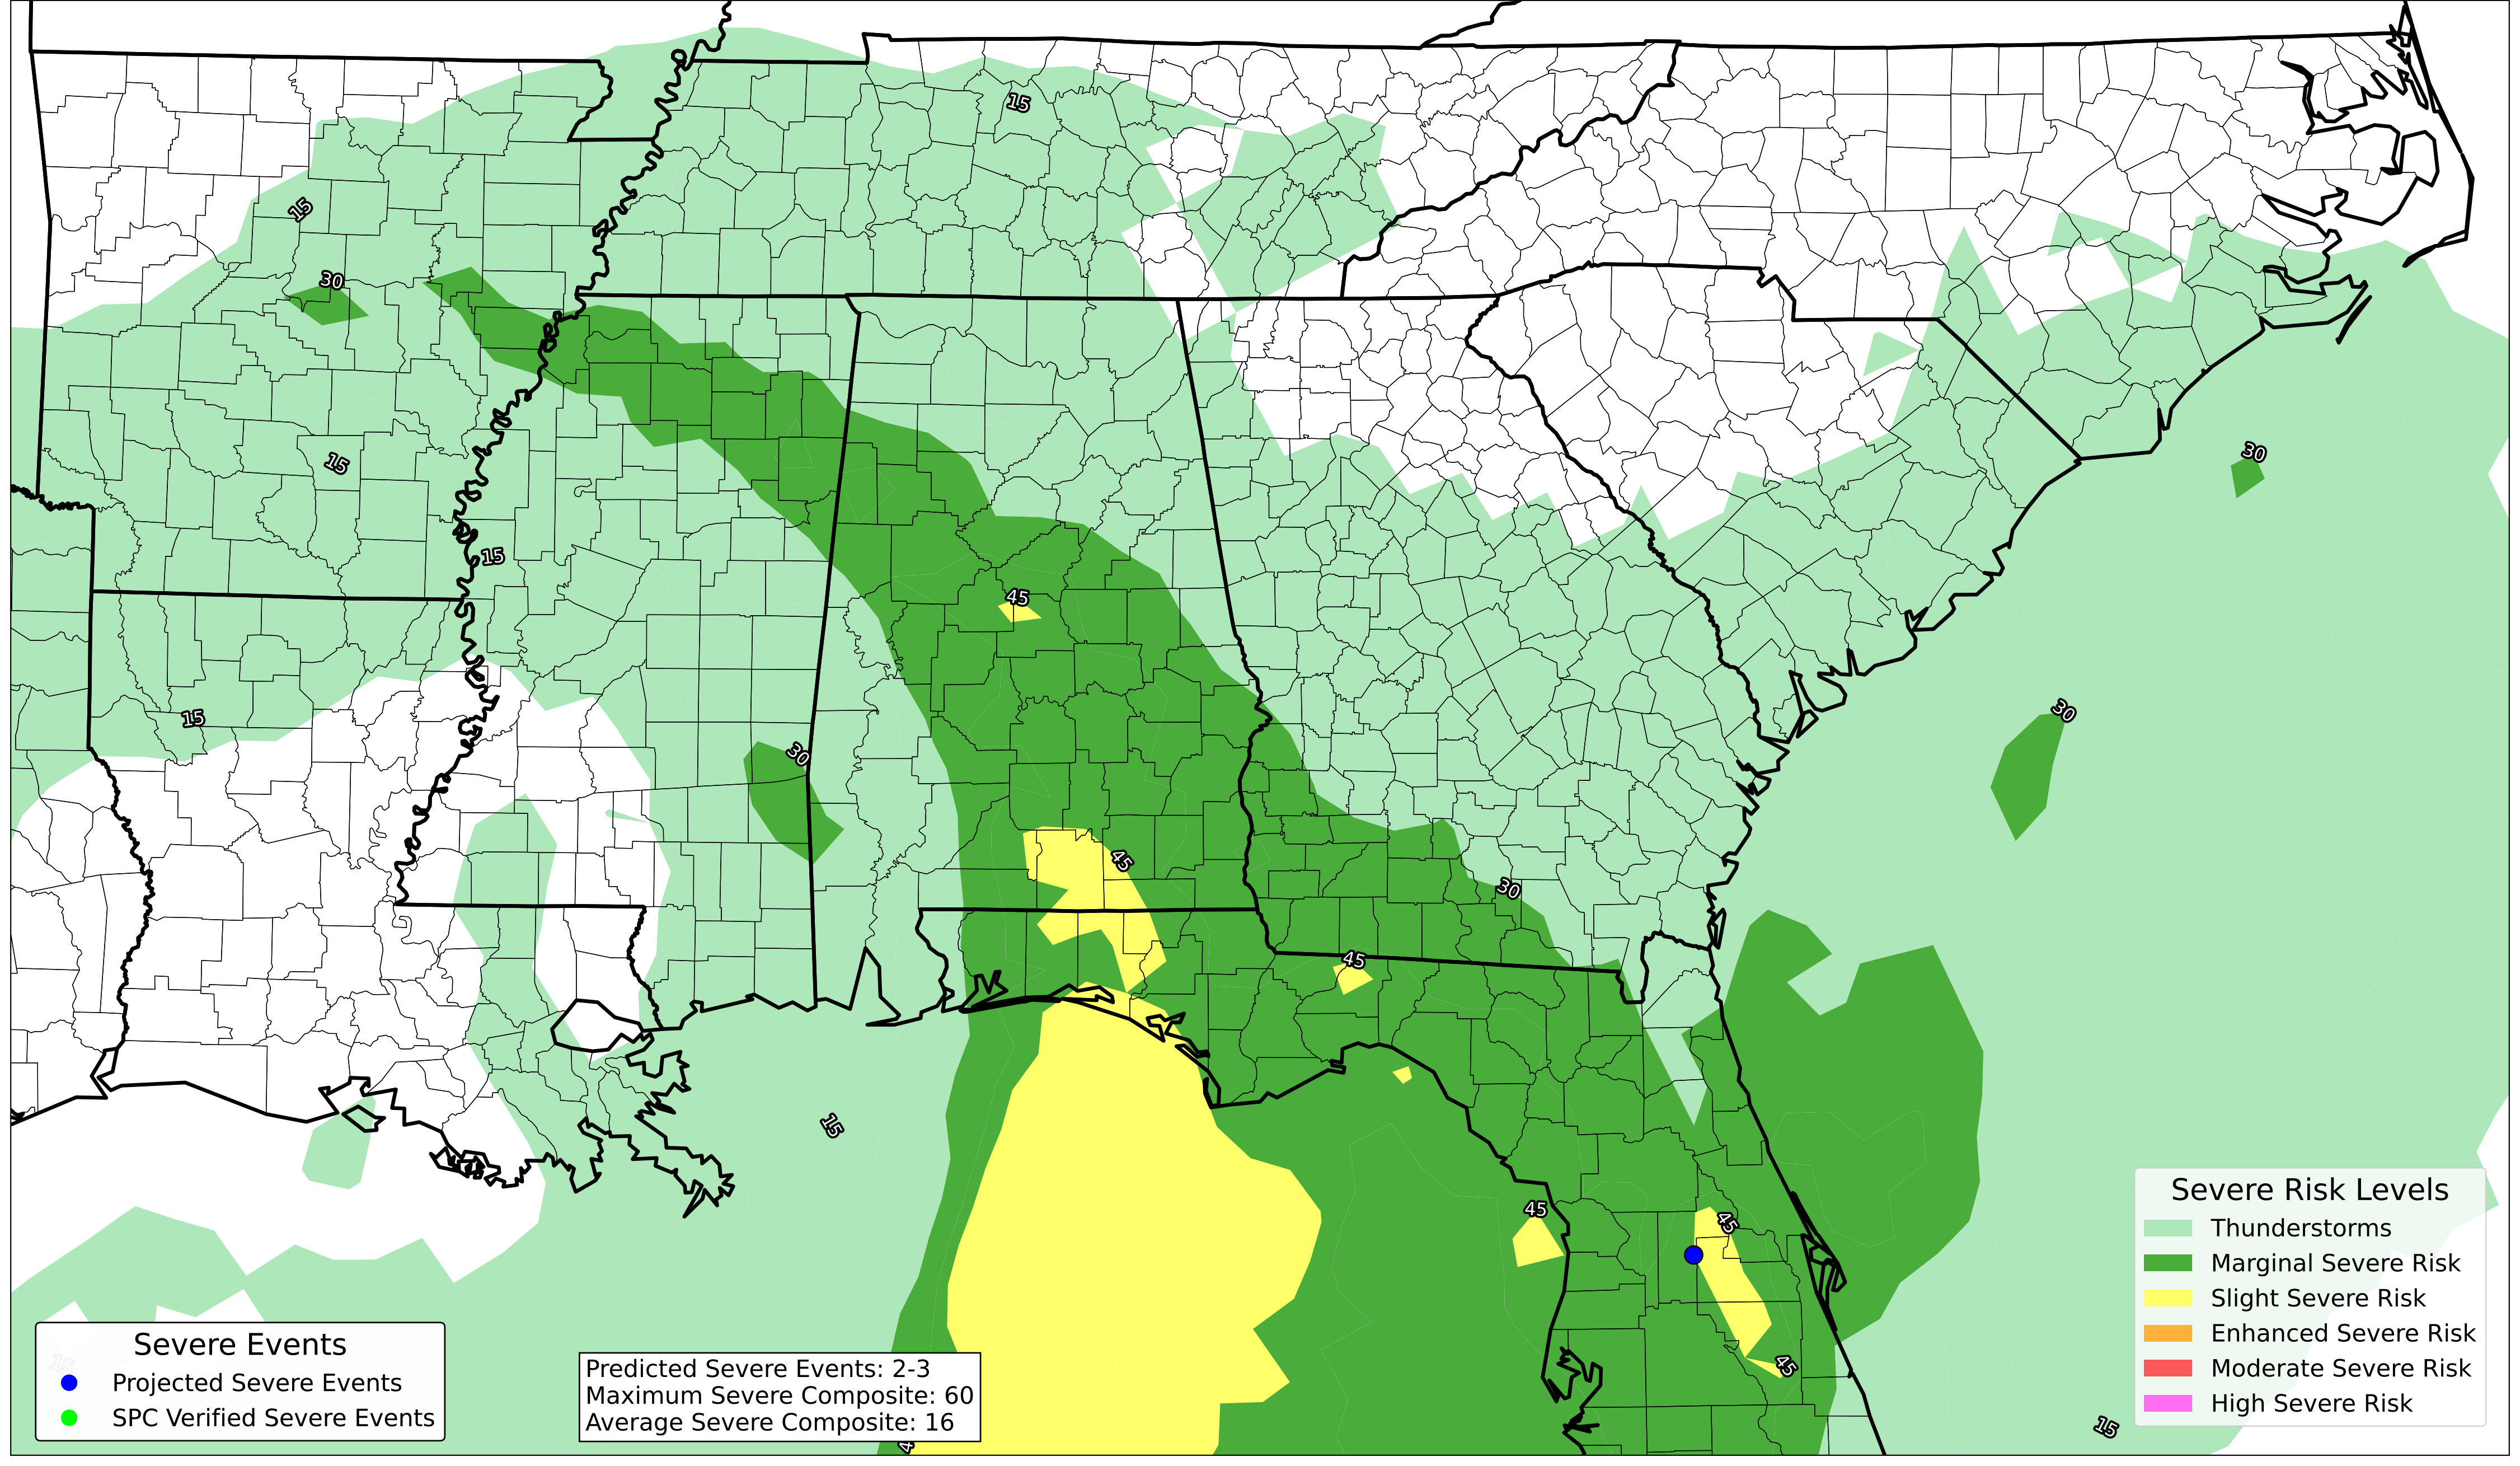 15
15
30
15
30
15
45
15
30
30
45
30
45
15
45
45
45
15
15
Severe Events
Projected Severe Events
SPC Verified Severe Events
Predicted Severe Events: 2-3
Maximum Severe Composite: 60
Average Severe Composite: 16
Severe Risk Levels
Thunderstorms
Marginal Severe Risk
Slight Severe Risk
Enhanced Severe Risk
Moderate Severe Risk
High Severe Risk